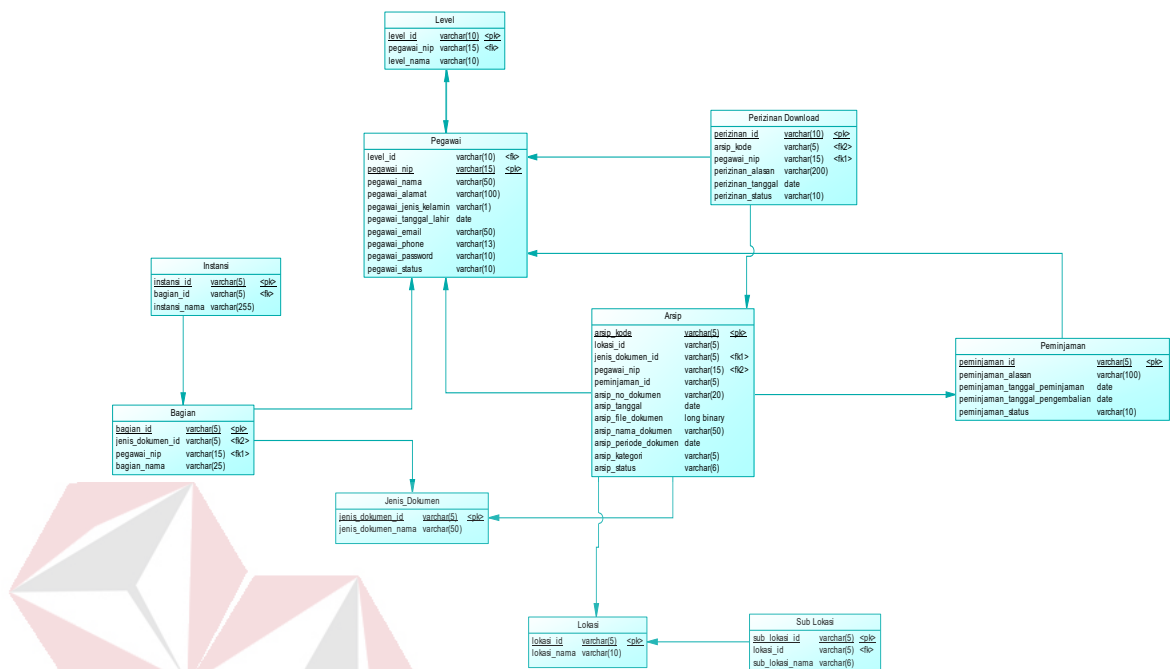 Level
level_id varchar(10) <pk>
pegawai_nip varchar(15) <fk>
level_nama varchar(10)
Perizinan Download
perizinan_id varchar(10) <pk>
arsip_kode varchar(5) <fk2>
pegawai_nip varchar(15) <fk1>
perizinan_alasan varchar(200)
perizinan_tanggal date
perizinan_status varchar(10)
Pegawai
level_id varchar(10) <fk>
pegawai_nip varchar(15) <pk>
pegawai_nama varchar(50)
pegawai_alamat varchar(100)
pegawai_jenis_kelamin varchar(1)
pegawai_tanggal_lahir date
pegawai_email varchar(50)
pegawai_phone varchar(13)
pegawai_password varchar(10)
pegawai_status varchar(10)
Instansi
instansi_id varchar(5) <pk>
bagian_id varchar(5) <fk>
instansi_nama varchar(255)
Arsip
arsip_kode varchar(5) <pk>
lokasi_id varchar(5)
jenis_dokumen_id varchar(5) <fk1>
pegawai_nip varchar(15) <fk2>
peminjaman_id varchar(5)
arsip_no_dokumen varchar(20)
arsip_tanggal date
arsip_file_dokumen long binary
arsip_nama_dokumen varchar(50)
arsip_periode_dokumen date
arsip_kategori varchar(5)
arsip_status varchar(6)
Peminjaman
peminjaman_id varchar(5) <pk>
peminjaman_alasan varchar(100)
peminjaman_tanggal_peminjaman date
peminjaman_tanggal_pengembalian date
peminjaman_status varchar(10)
Bagian
bagian_id varchar(5) <pk>
jenis_dokumen_id varchar(5) <fk2>
pegawai_nip varchar(15) <fk1>
bagian_nama varchar(25)
Jenis_Dokumen
jenis_dokumen_id varchar(5) <pk>
jenis_dokumen_nama varchar(50)
Lokasi
lokasi_id varchar(5) <pk>
lokasi_nama varchar(10)
Sub Lokasi
sub_lokasi_id varchar(5) <pk>
lokasi_id varchar(5) <fk>
sub_lokasi_nama varchar(6)